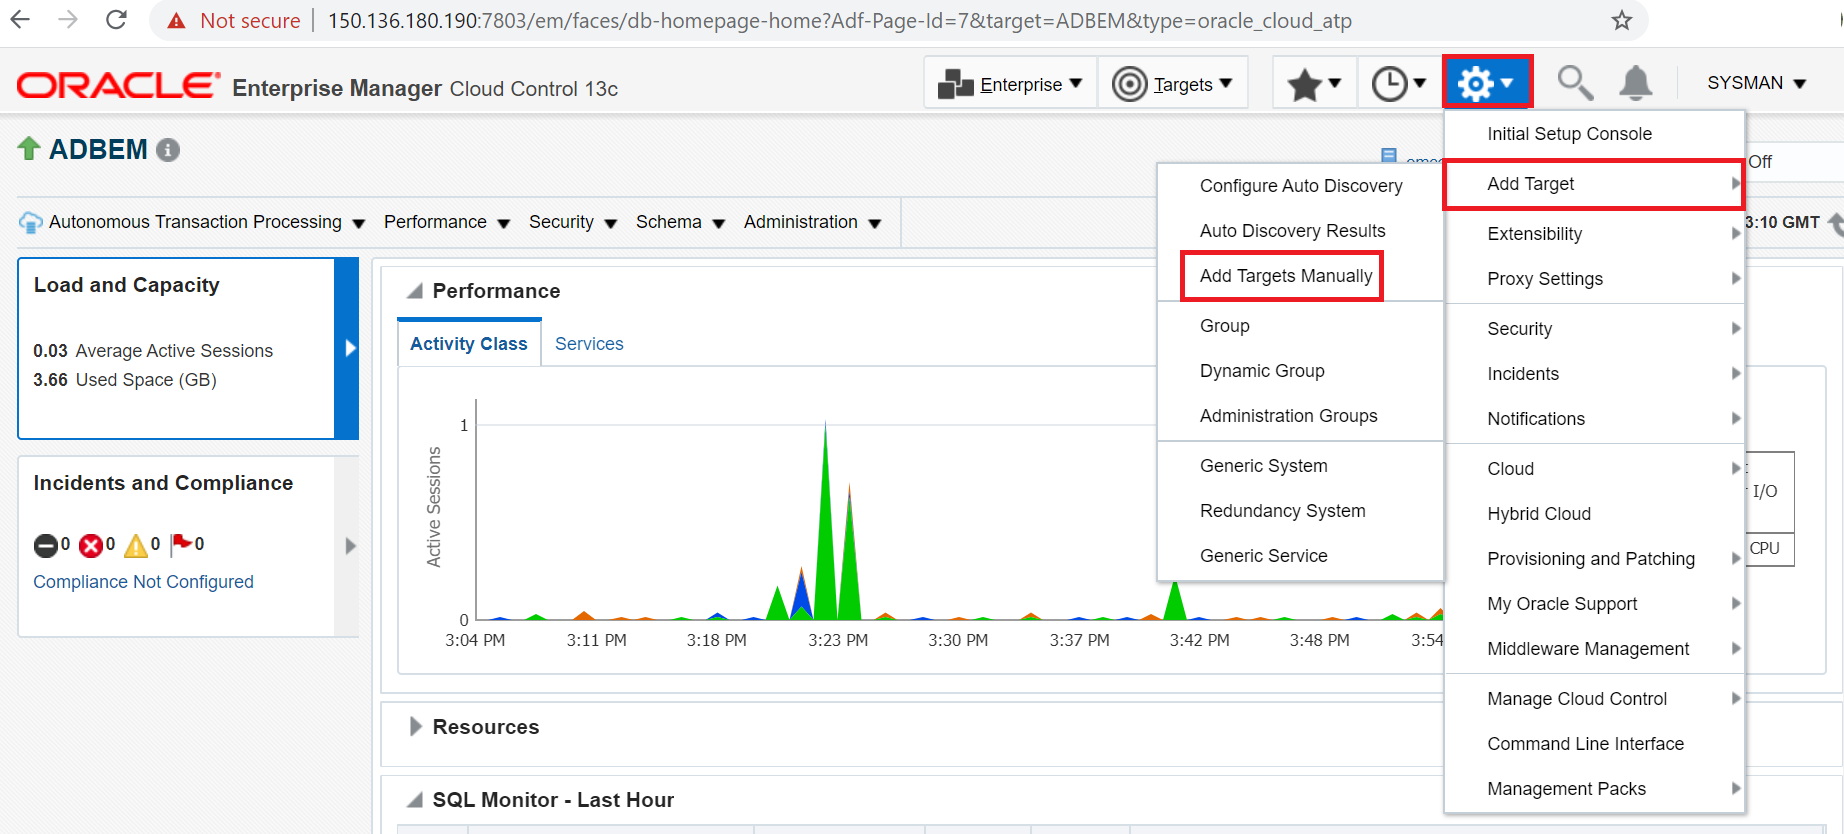 Not secure 150.136.180.190:7803/em/faces/db-homepage-home?Adf-Page-Id=7&target=ADBEM&type=oracle_cloud_atp
ORACLE Enterprise Manager Cloud Control 13c
Enterprise
Targets
SYSMAN
ADBEM
Off
Autonomous Transaction Processing
Performance
Security
Schema
Administration
3:10 GMT
Load and Capacity
0.03 Average Active Sessions
3.66 Used Space (GB)
Incidents and Compliance
0 0 0 0
Compliance Not Configured
Performance
Activity Class
Services
Active Sessions
1
0
3:04 PM 3:11 PM 3:18 PM 3:23 PM 3:30 PM 3:37 PM 3:42 PM 3:48 PM 3:54
I/O
CPU
Resources
SQL Monitor - Last Hour
Configure Auto Discovery
Auto Discovery Results
Add Targets Manually
Group
Dynamic Group
Administration Groups
Generic System
Redundancy System
Generic Service
Initial Setup Console
Add Target
Extensibility
Proxy Settings
Security
Incidents
Notifications
Cloud
Hybrid Cloud
Provisioning and Patching
My Oracle Support
Middleware Management
Manage Cloud Control
Command Line Interface
Management Packs